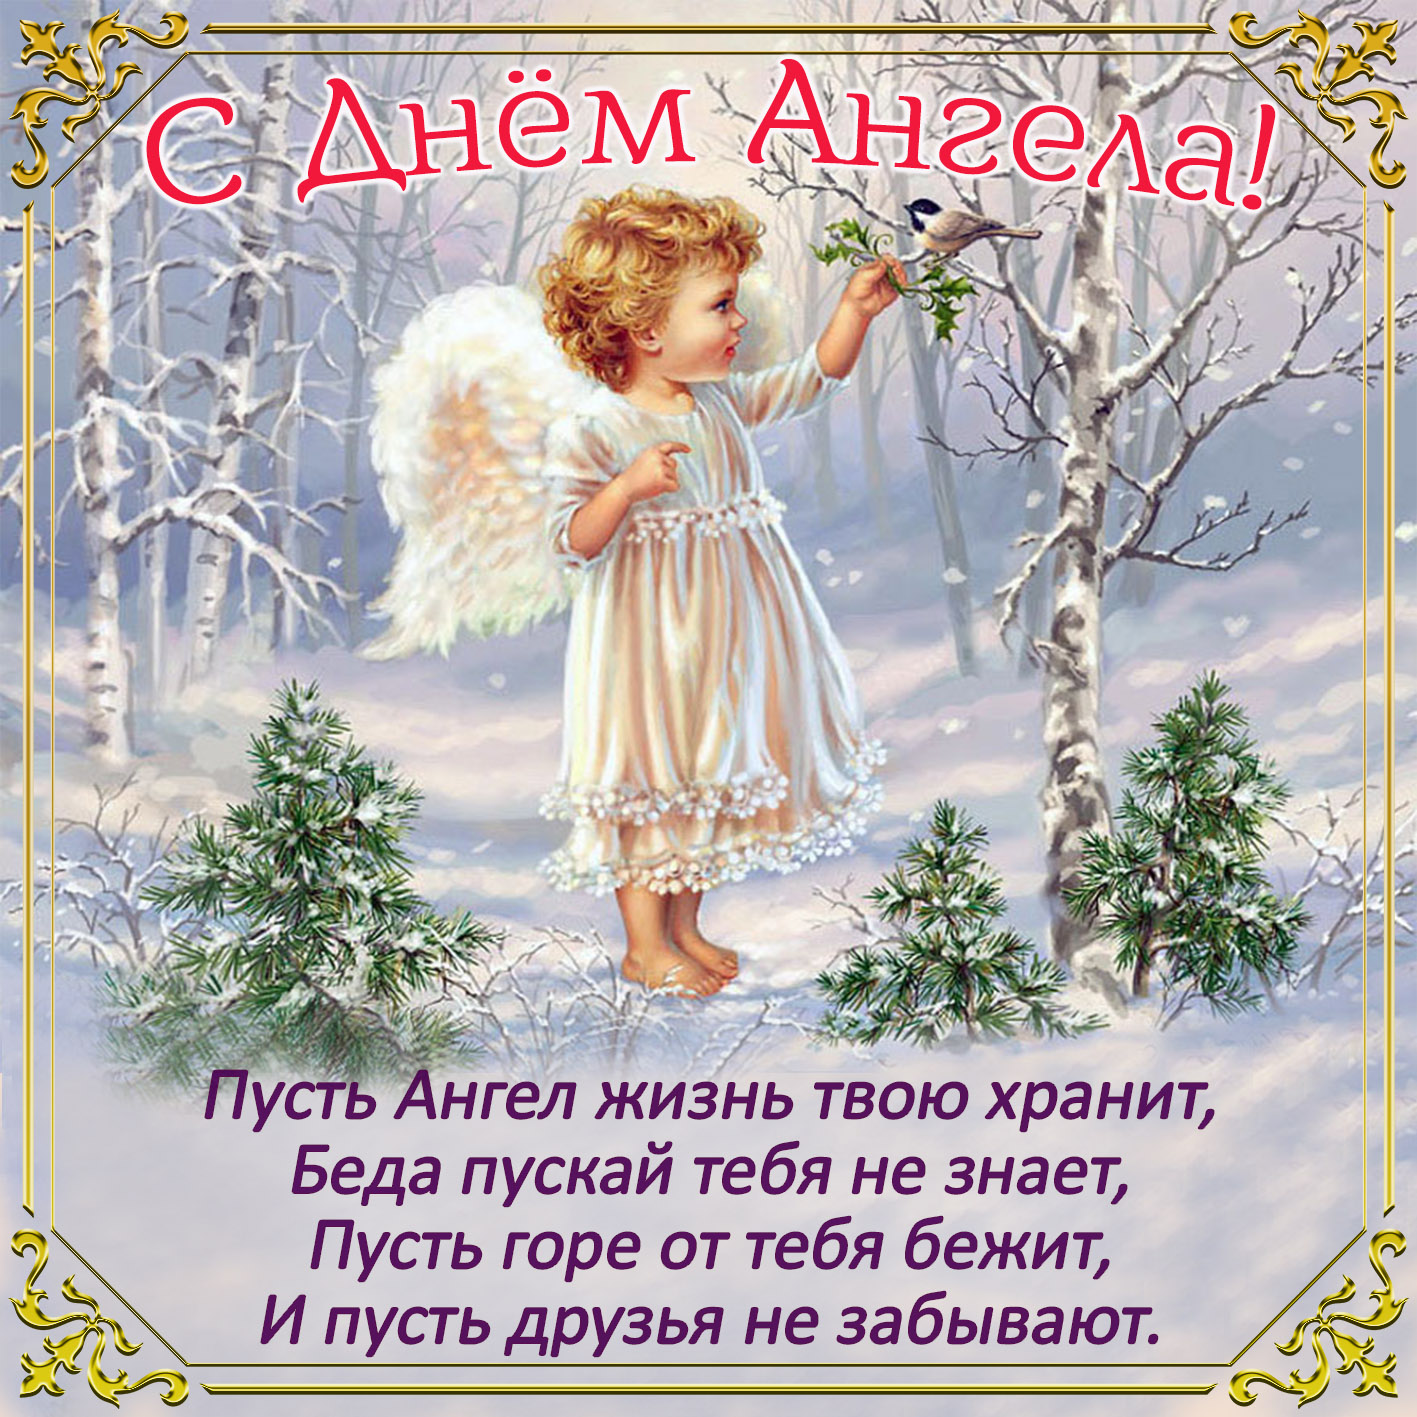 С Днём Ангела!
Пусть Ангел жизнь твою хранит,
Беда пускай тебя не знает,
Пусть горе от тебя бежит,
И пусть друзья не забывают.